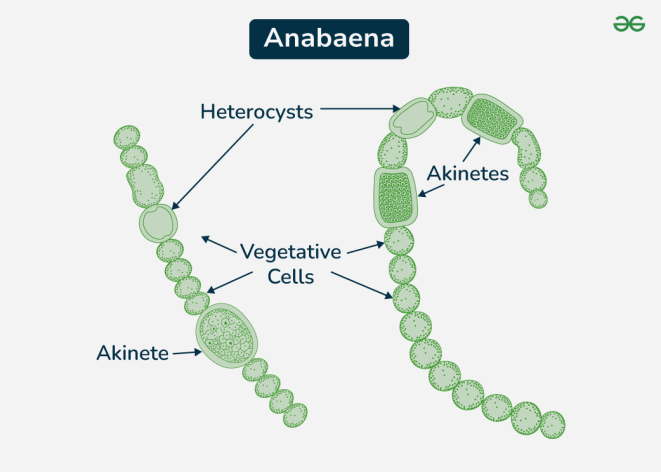 Anabaena
Heterocysts
Akinetes
Vegetative
Cells
Akinete